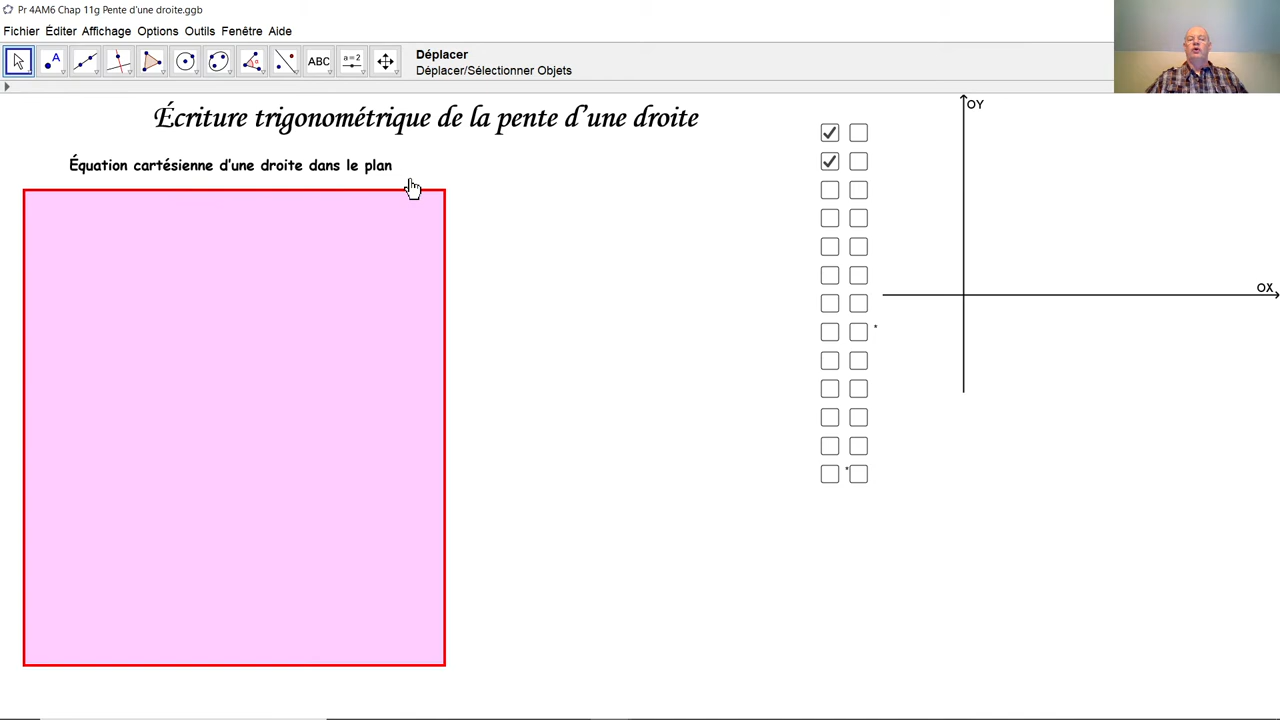 Pr 4AM6 Chap 11g Pente d'une droite.ggb
Fichier Éditer Affichage Options Outils Fenêtre Aide
A
ABC
a=2
Déplacer
Déplacer/Sélectionner Objets
Écriture trigonométrique de la pente d'une droite
Équation cartésienne d'une droite dans le plan
OY
OX
*
*